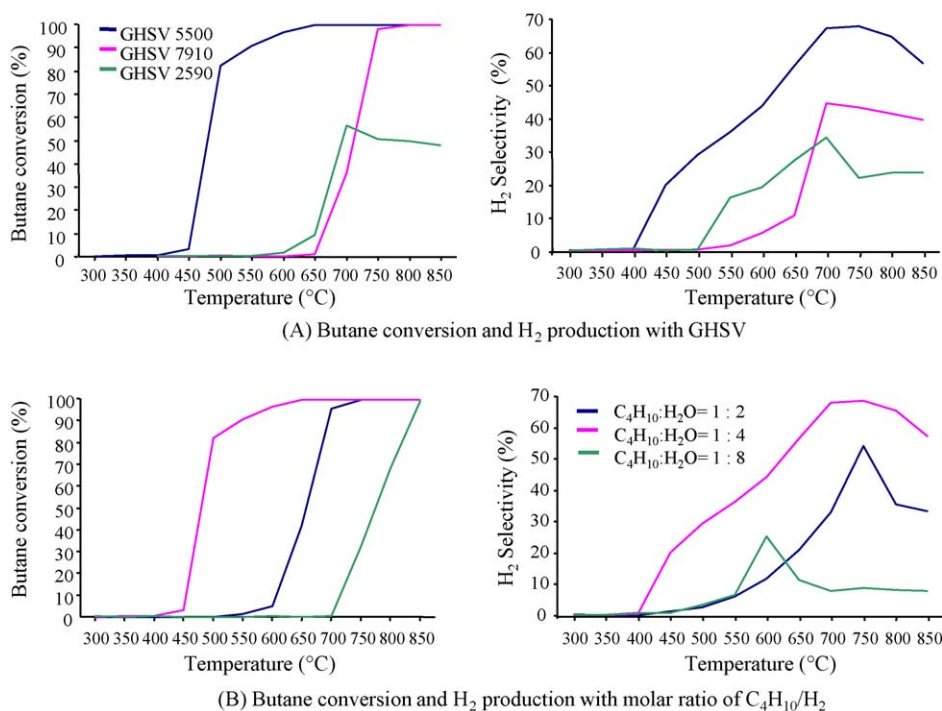 Butane conversion (%)
100
90
80
70
60
50
40
30
20
10
0
GHSV 5500
GHSV 7910
GHSV 2590
300 350 400 450 500 550 600 650 700 750 800 850
Temperature (°C)
H2 Selectivity (%)
70
60
50
40
30
20
10
0
300 350 400 450 500 550 600 650 700 750 800 850
Temperature (°C)
(A) Butane conversion and H2 production with GHSV
Butane conversion (%)
100
90
80
70
60
50
40
30
20
10
0
300 350 400 450 500 550 600 650 700 750 800 850
Temperature (°C)
H2 Selectivity (%)
70
60
50
40
30
20
10
0
C4H10:H2O= 1 : 2
C4H10:H2O= 1 : 4
C4H10:H2O= 1 : 8
300 350 400 450 500 550 600 650 700 750 800 850
Temperature (°C)
(B) Butane conversion and H2 production with molar ratio of C4H10/H2